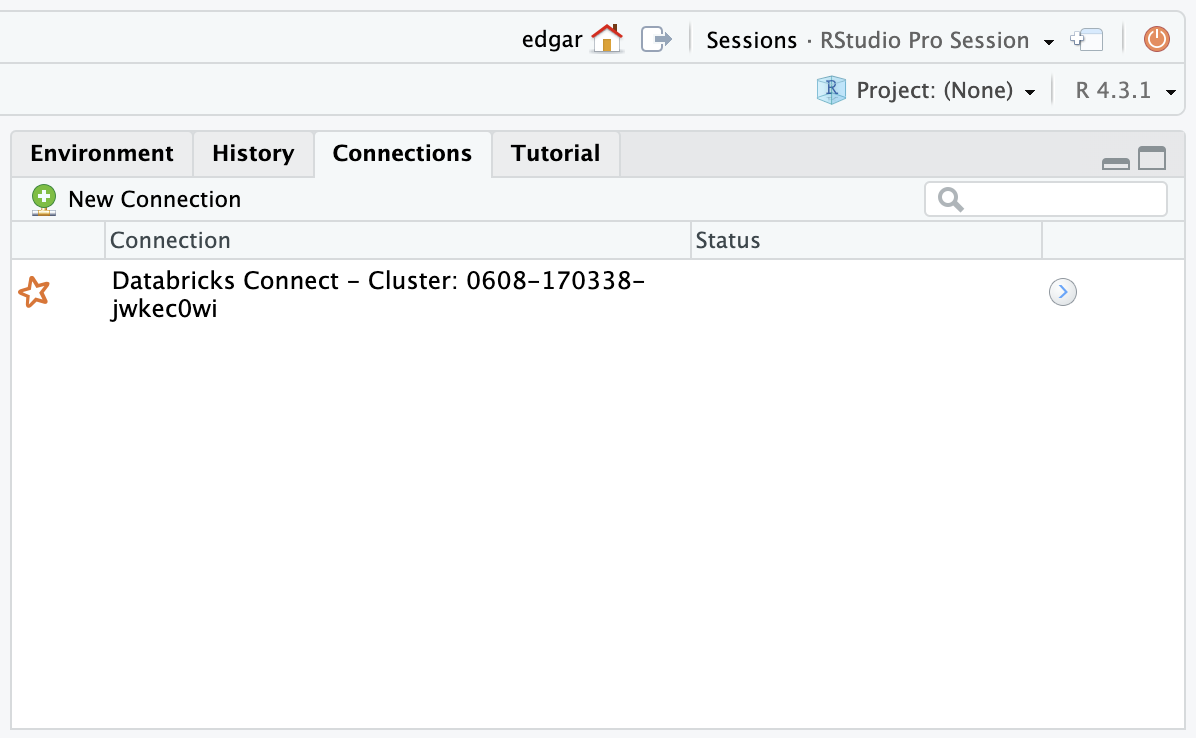 edgar Sessions · RStudio Pro Session
R Project: (None) R 4.3.1
Environment History Connections Tutorial
New Connection
Connection Status
Databricks Connect - Cluster: 0608-170338-
jwkec0wi